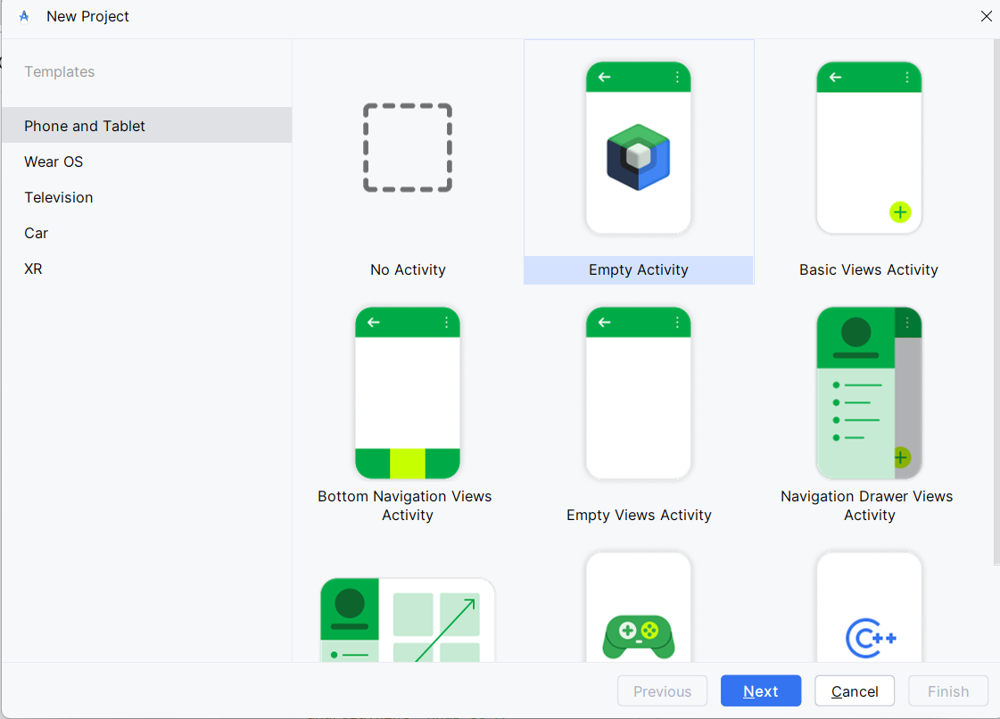 New Project
Templates
Phone and Tablet
Wear OS
Television
Car
XR
No Activity
Empty Activity
Basic Views Activity
Bottom Navigation Views
Activity
Empty Views Activity
Navigation Drawer Views
Activity
C++
Previous
Next
Cancel
Finish